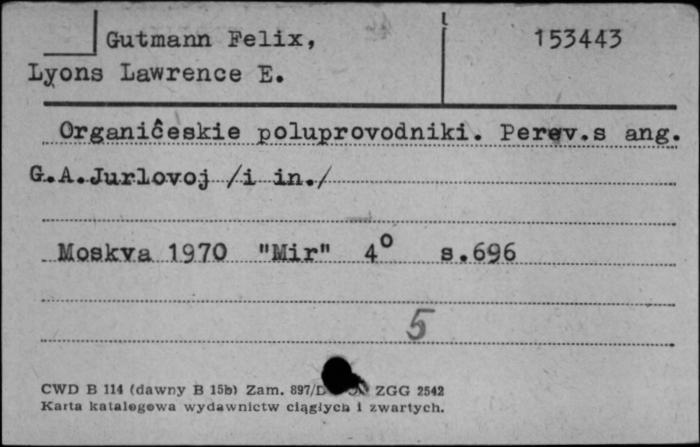 Gutmann Felix, 153443
Lyons Lawrence E.
Organičeskie poluprovodniki. Perev.s ang.
G.A.Jurlovoj /i in./
Moskva 1970 "Mir" 4° s.696
5
CWD B 114 (dawny B 15b) Zam. 897/D ZGG 2542
Karta katalogowa wydawnictw ciągłych i zwartych.